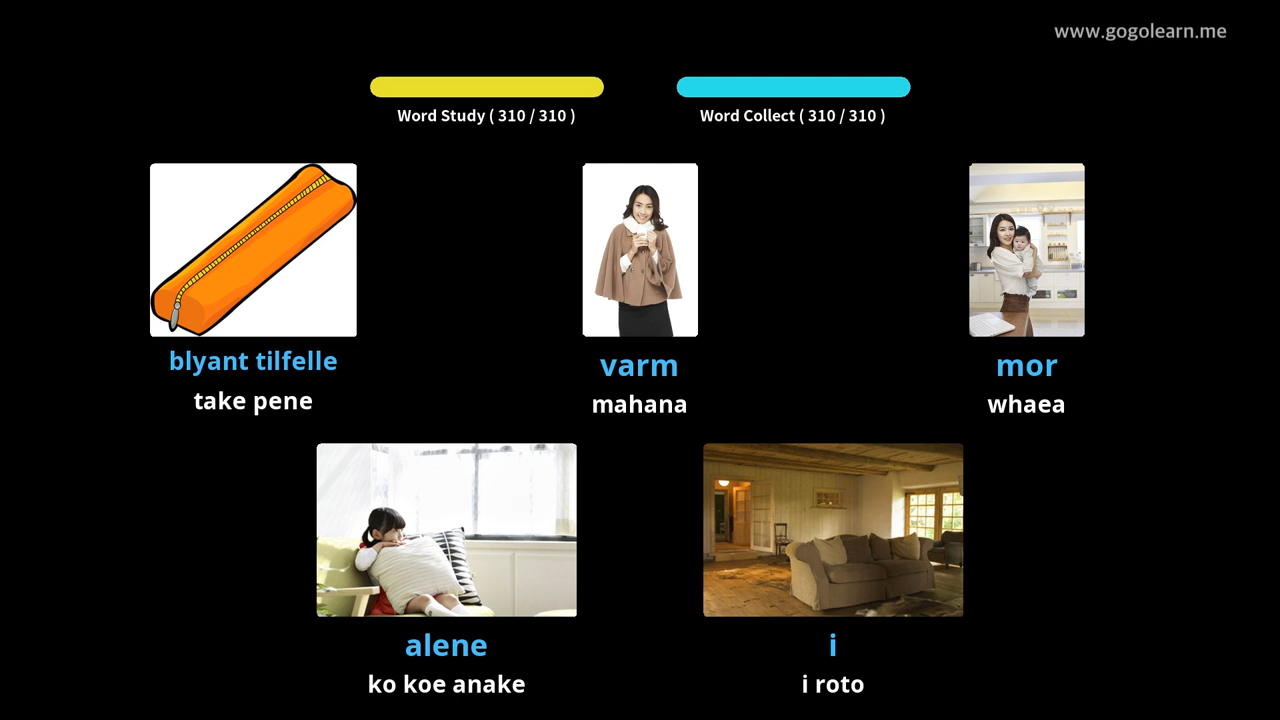 www.gogolearn.me
Word Study ( 310 / 310 )
Word Collect ( 310 / 310 )
blyant tilfelle
take pene
varm
mahana
mor
whaea
alene
ko koe anake
i
i roto